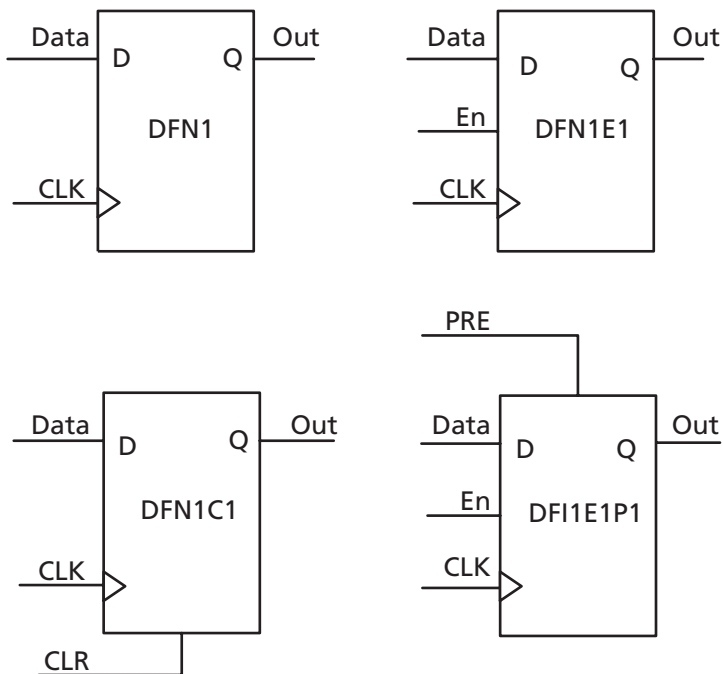 Data
D
Q
Out
DFN1
CLK
Data
D
Q
Out
En
DFN1E1
CLK
Data
D
Q
Out
DFN1C1
CLK
CLR
PRE
Data
D
Q
Out
En
DFI1E1P1
CLK